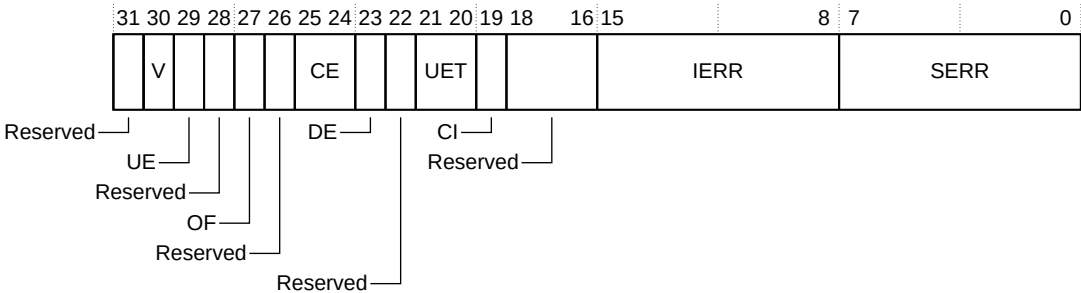 31 30 29 28 27 26 25 24 23 22 21 20 19 18 16 15 8 7 0
V CE UET IERR SERR
Reserved DE CI
UE Reserved
Reserved
OF
Reserved
Reserved